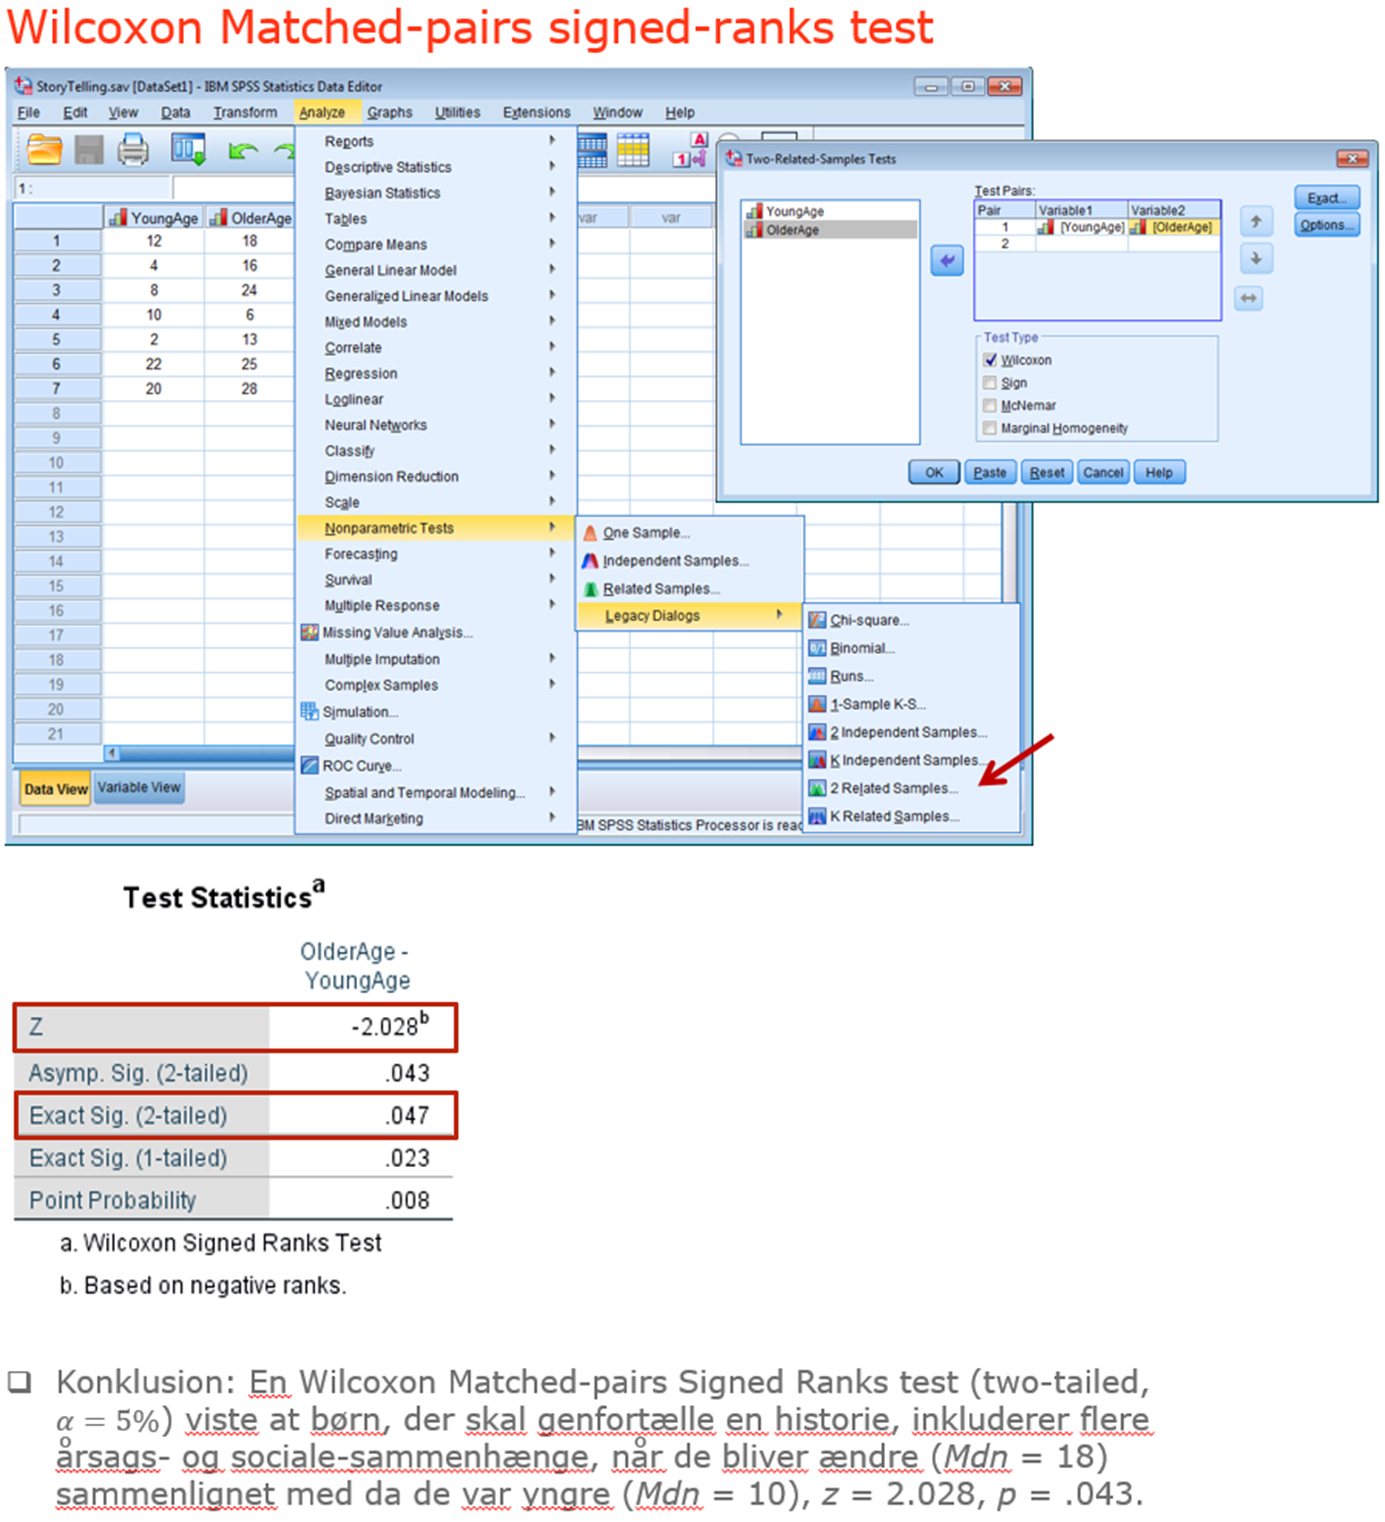 Wilcoxon Matched-pairs signed-ranks test
StoryTelling.sav [DataSet1] - IBM SPSS Statistics Data Editor
File Edit View Data Transform Analyze Graphs Utilities Extensions Window Help
1 :
YoungAge OlderAge var var
1 12 18
2 4 16
3 8 24
4 10 6
5 2 13
6 22 25
7 20 28
8
9
10
11
12
13
14
15
16
17
18
19
20
21
Data View Variable View
IBM SPSS Statistics Processor is read
Reports
Descriptive Statistics
Bayesian Statistics
Tables
Compare Means
General Linear Model
Generalized Linear Models
Mixed Models
Correlate
Regression
Loglinear
Neural Networks
Classify
Dimension Reduction
Scale
Nonparametric Tests
Forecasting
Survival
Multiple Response
Missing Value Analysis...
Multiple Imputation
Complex Samples
Simulation...
Quality Control
ROC Curve...
Spatial and Temporal Modeling...
Direct Marketing
One Sample...
Independent Samples...
Related Samples...
Legacy Dialogs
Chi-square...
Binomial...
Runs...
1-Sample K-S...
2 Independent Samples...
K Independent Samples...
2 Related Samples...
K Related Samples...
Two-Related-Samples Tests
YoungAge
OlderAge
Test Pairs:
Pair Variable1 Variable2
1 [YoungAge] [OlderAge]
2
Exact...
Options...
Test Type
Wilcoxon
Sign
McNemar
Marginal Homogeneity
OK Paste Reset Cancel Help
Test Statisticsᵃ
OlderAge -
YoungAge
Z -2.028ᵇ
Asymp. Sig. (2-tailed) .043
Exact Sig. (2-tailed) .047
Exact Sig. (1-tailed) .023
Point Probability .008
a. Wilcoxon Signed Ranks Test
b. Based on negative ranks.
❑ Konklusion: En Wilcoxon Matched-pairs Signed Ranks test (two-tailed,
α = 5%) viste at børn, der skal genfortælle en historie, inkluderer flere
årsags- og sociale-sammenhænge, når de bliver ændre (Mdn = 18)
sammenlignet med da de var yngre (Mdn = 10), z = 2.028, p = .043.